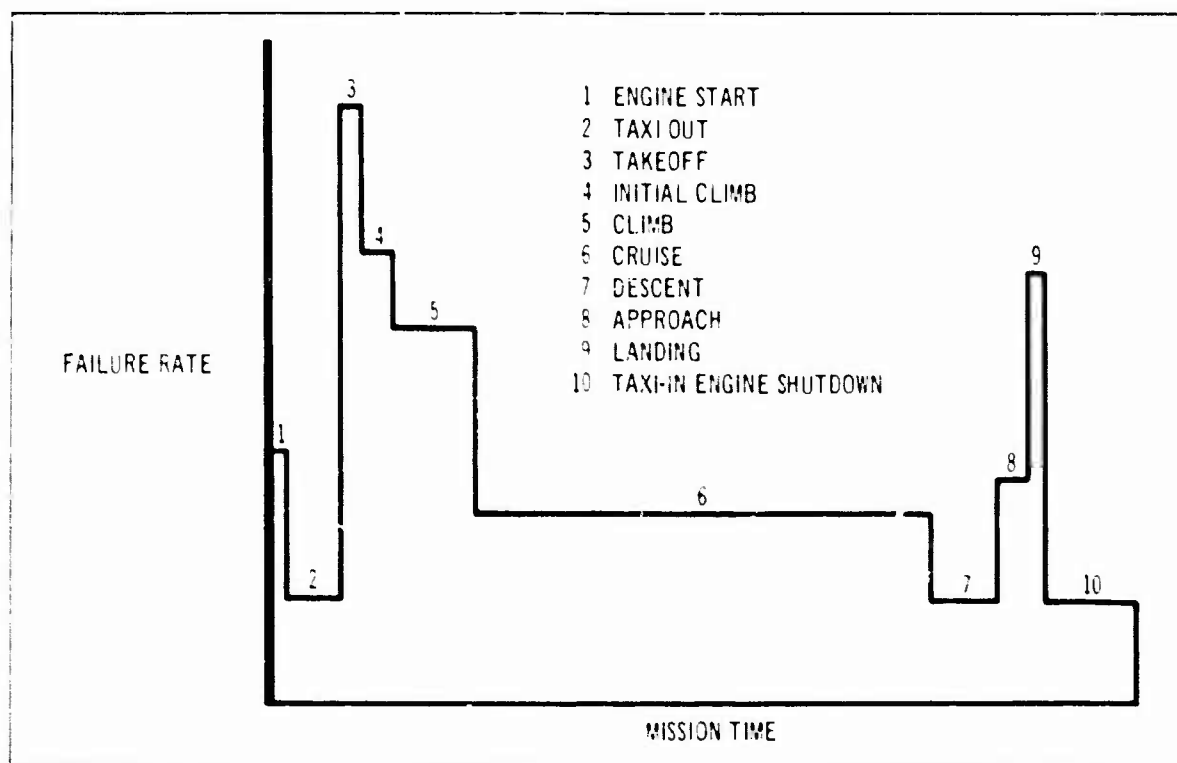 3
1 ENGINE START
2 TAXI OUT
3 TAKEOFF
4 INITIAL CLIMB
5 CLIMB
6 CRUISE
7 DESCENT
8 APPROACH
9 LANDING
10 TAXI-IN ENGINE SHUTDOWN
4
9
5
FAILURE RATE
1
8
6
2
7
10
MISSION TIME